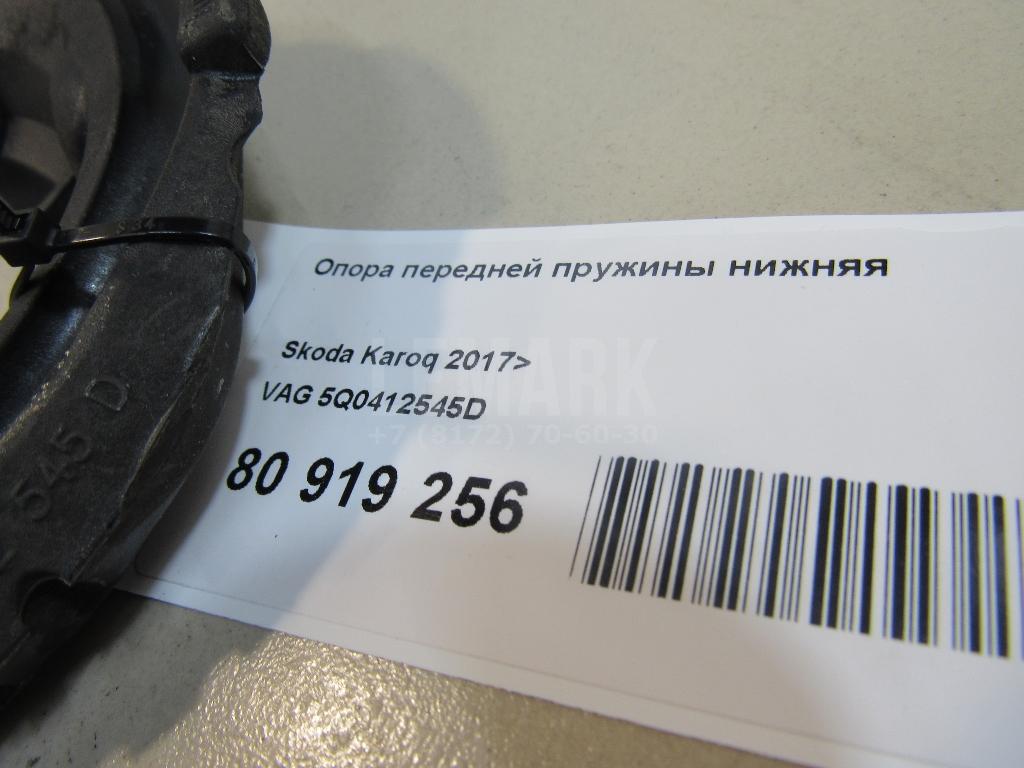 Опора передней пружины нижняя
Skoda Karoq 2017>
VAG 5Q0412545D
80 919 256
545 D
+7 (8172) 70-60-30